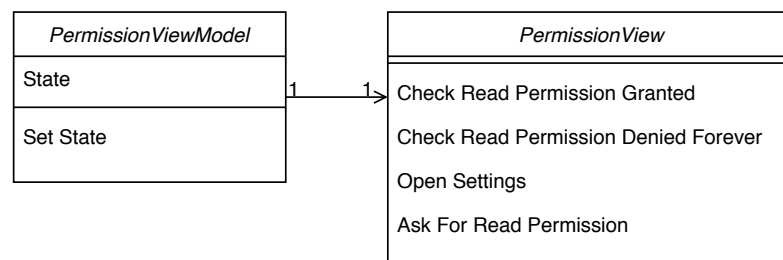 PermissionViewModel
State
Set State
1
1
PermissionView
Check Read Permission Granted
Check Read Permission Denied Forever
Open Settings
Ask For Read Permission